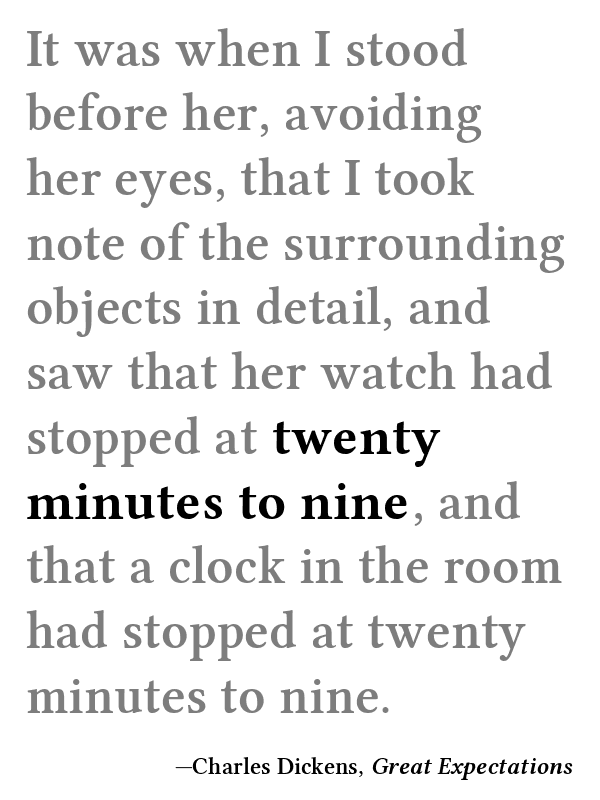 It was when I stood
before her, avoiding
her eyes, that I took
note of the surrounding
objects in detail, and
saw that her watch had
stopped at twenty
minutes to nine, and
that a clock in the room
had stopped at twenty
minutes to nine.
—Charles Dickens, Great Expectations